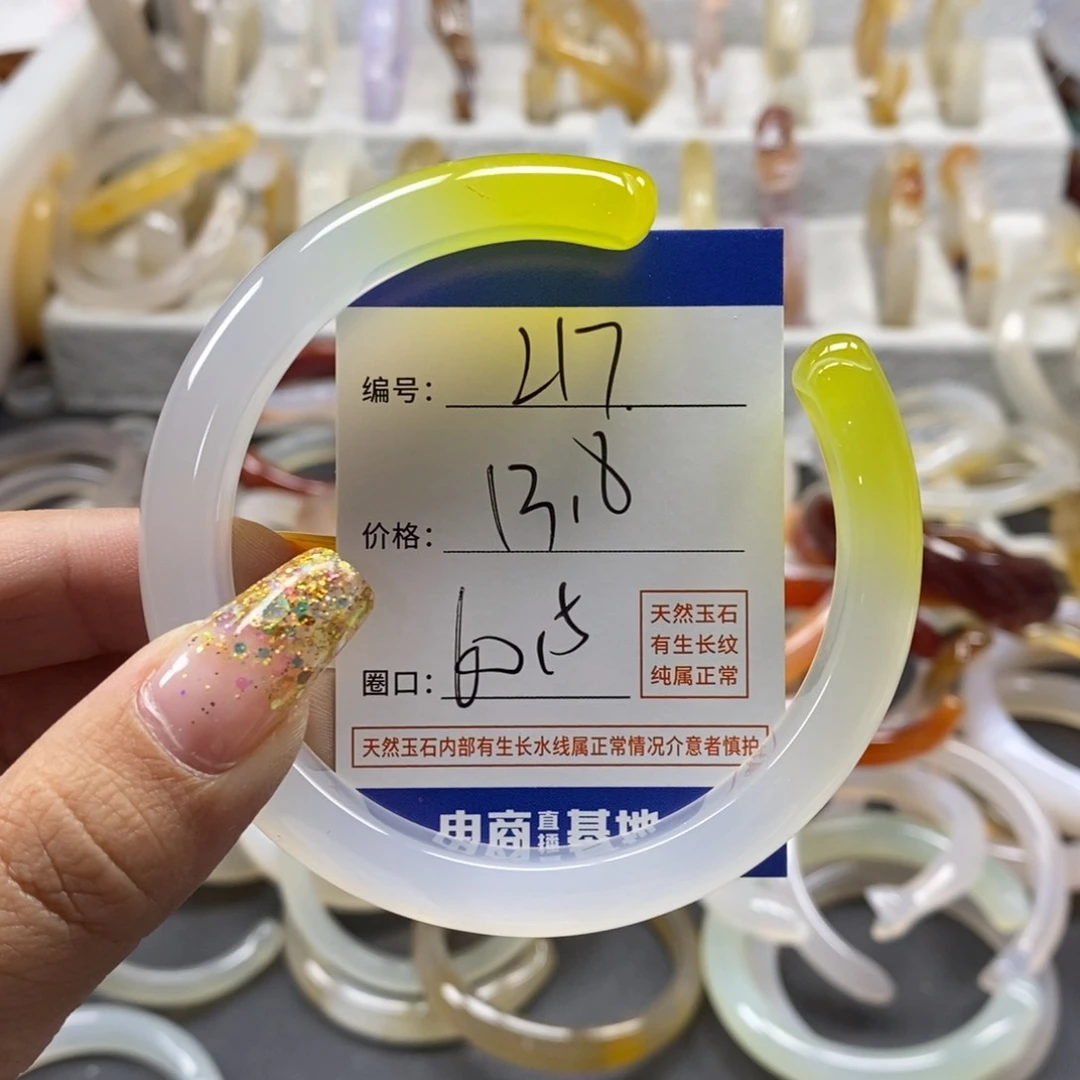 编号: 417.
价格: 13.8
圈口: 60.5
天然玉石
有生长纹
纯属正常
天然玉石内部有生长水线属正常情况介意者慎拍
电商直播基地